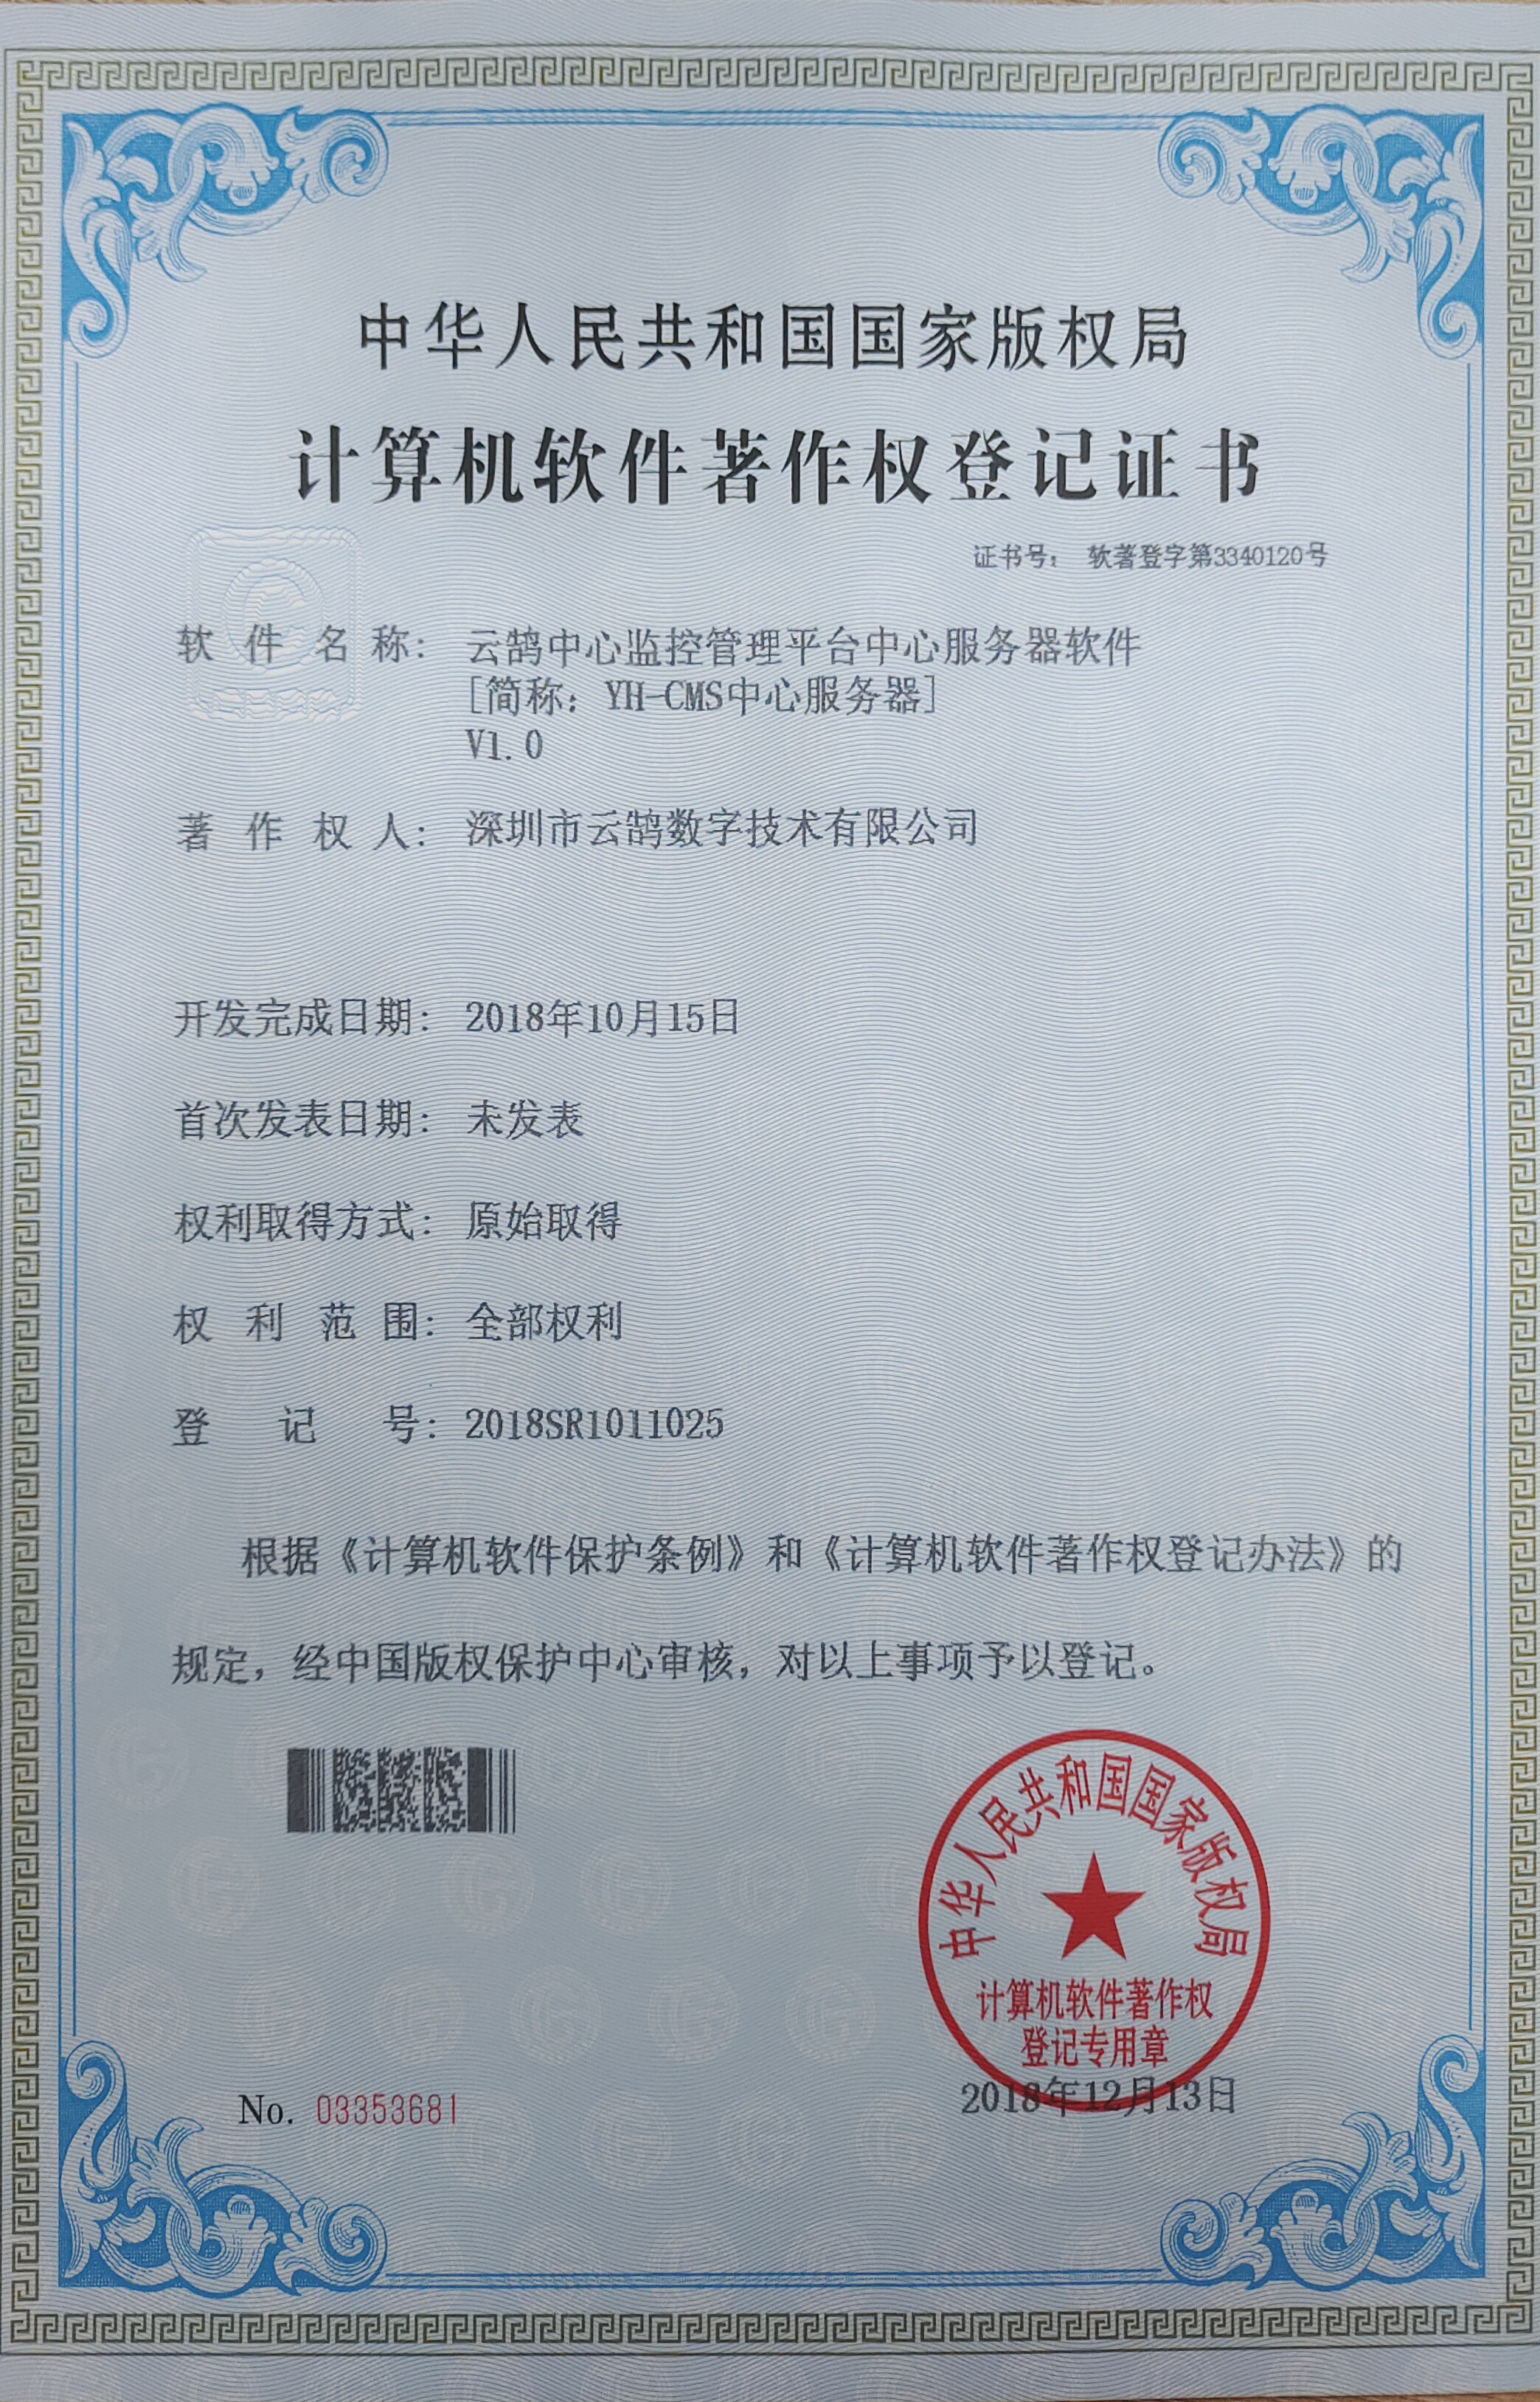 中华人民共和国国家版权局
计算机软件著作权登记证书
证书号： 软著登字第3340120号
软件名称： 云鹄中心监控管理平台中心服务器软件
[简称：YH-CMS中心服务器]
V1.0
著作权人： 深圳市云鹄数字技术有限公司
开发完成日期： 2018年10月15日
首次发表日期： 未发表
权利取得方式： 原始取得
权利范围： 全部权利
登记号： 2018SR1011025
根据《计算机软件保护条例》和《计算机软件著作权登记办法》的
规定，经中国版权保护中心审核，对以上事项予以登记。
中华人民共和国国家版权局
计算机软件著作权
登记专用章
No. 03353681
2018年12月13日